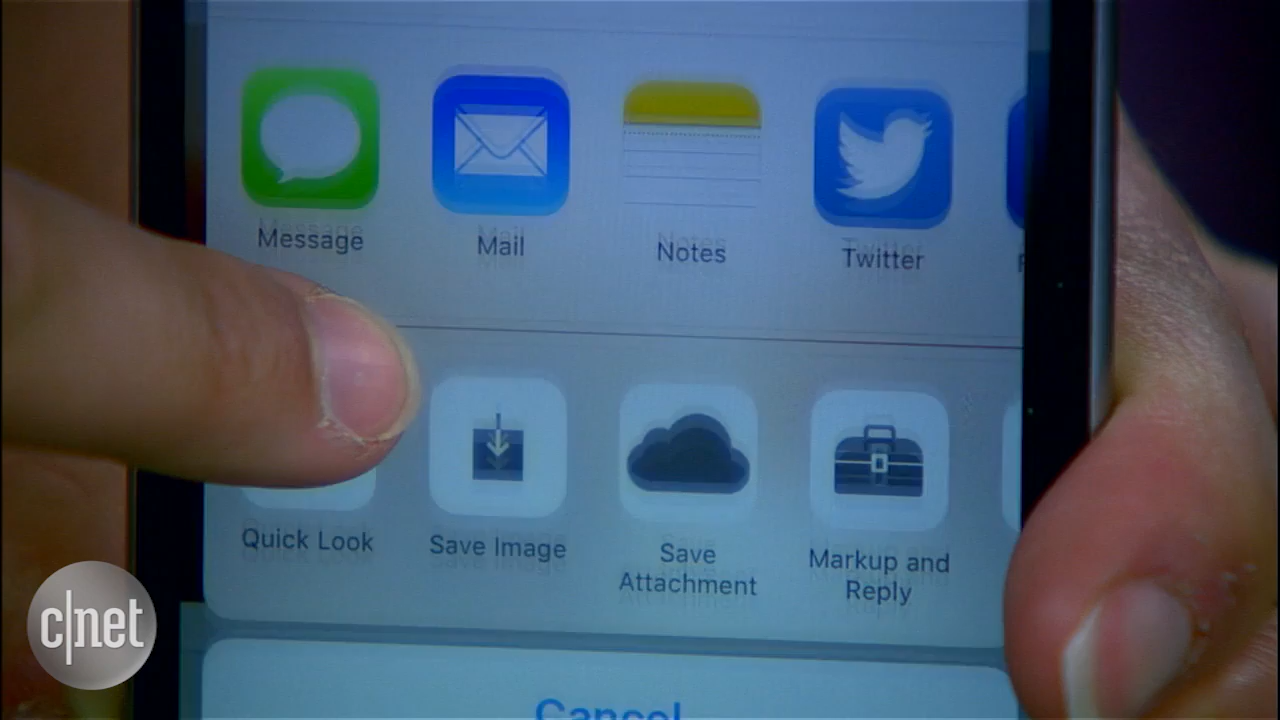 Message
Mail
Notes
Twitter
Quick Look
Save Image
Save
Attachment
Markup and
Reply
Cancel
c|net